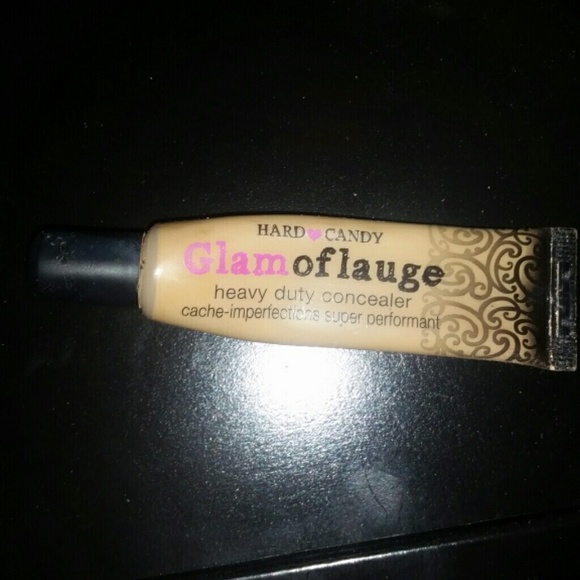 HARD CANDY
Glamoflauge
heavy duty concealer
cache-imperfections super performant